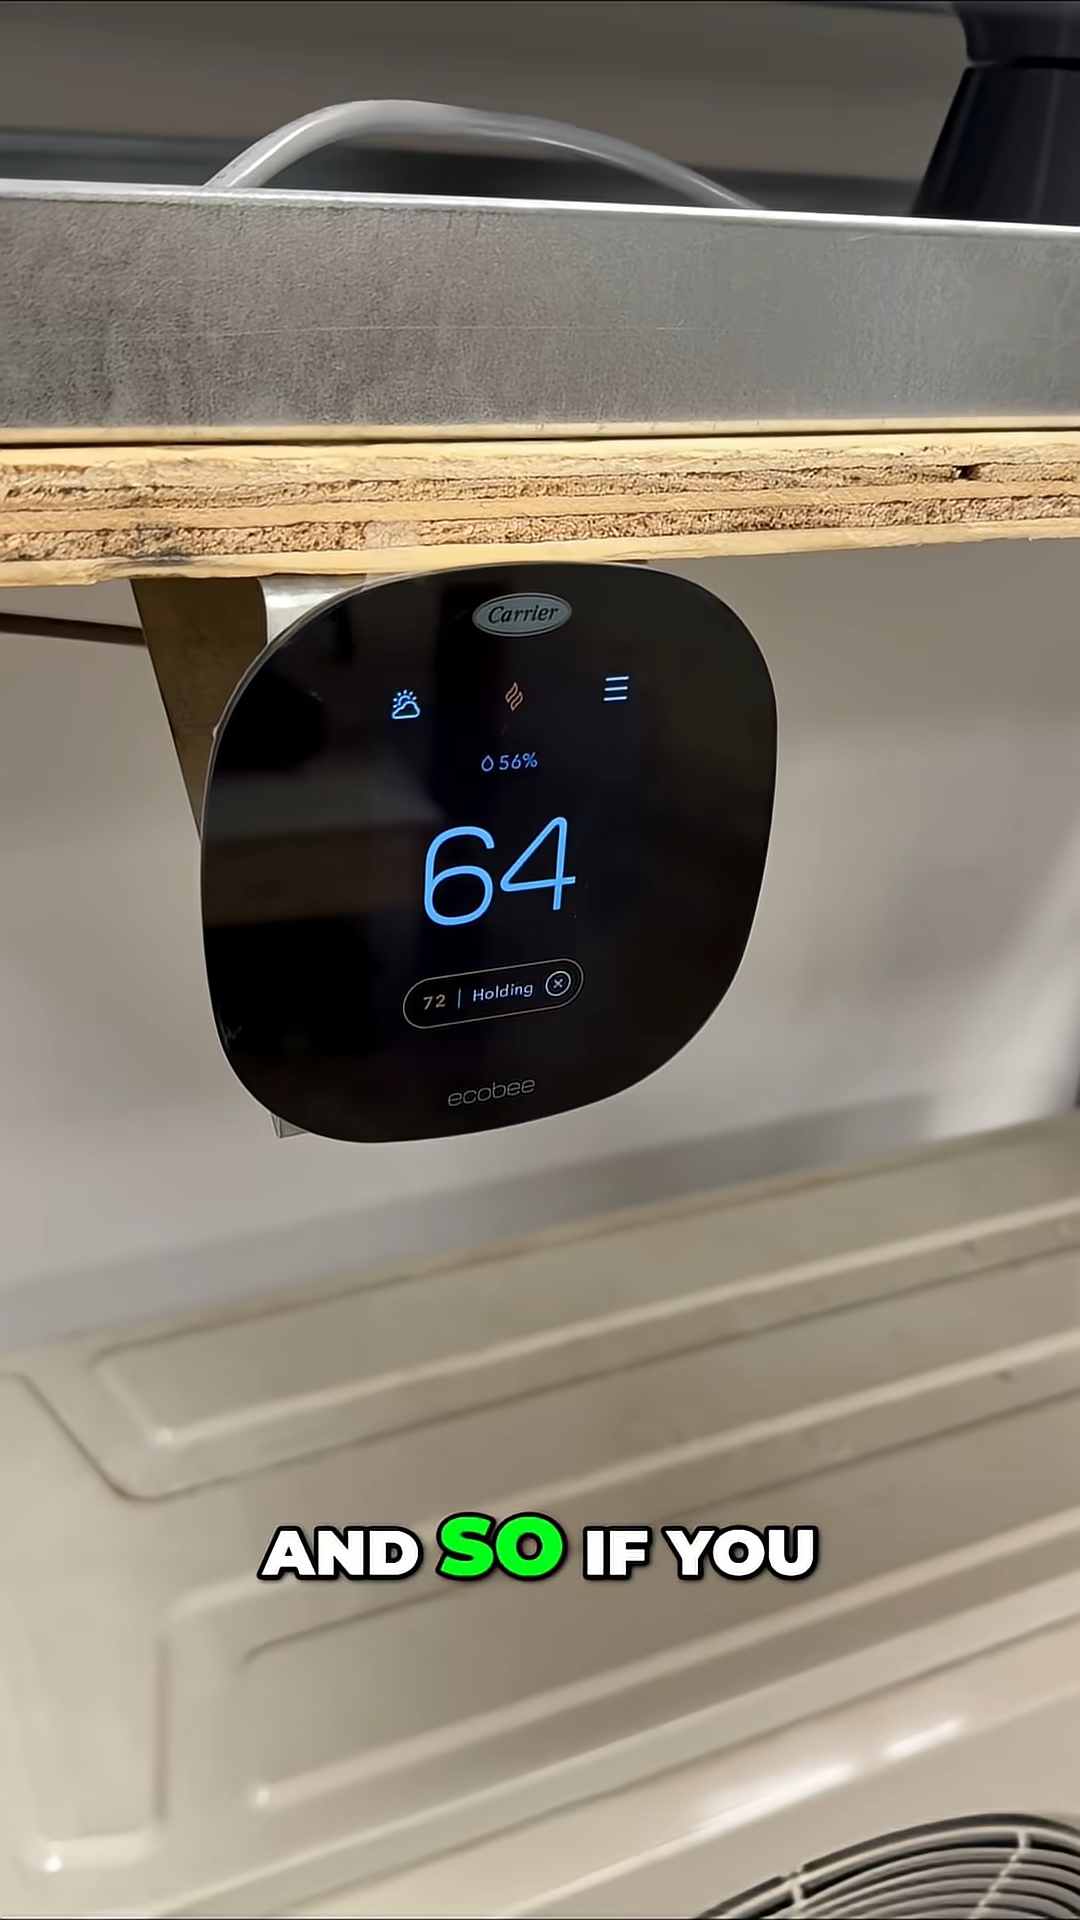 Carrier
56%
64
72 | Holding
ecobee
AND SO IF YOU